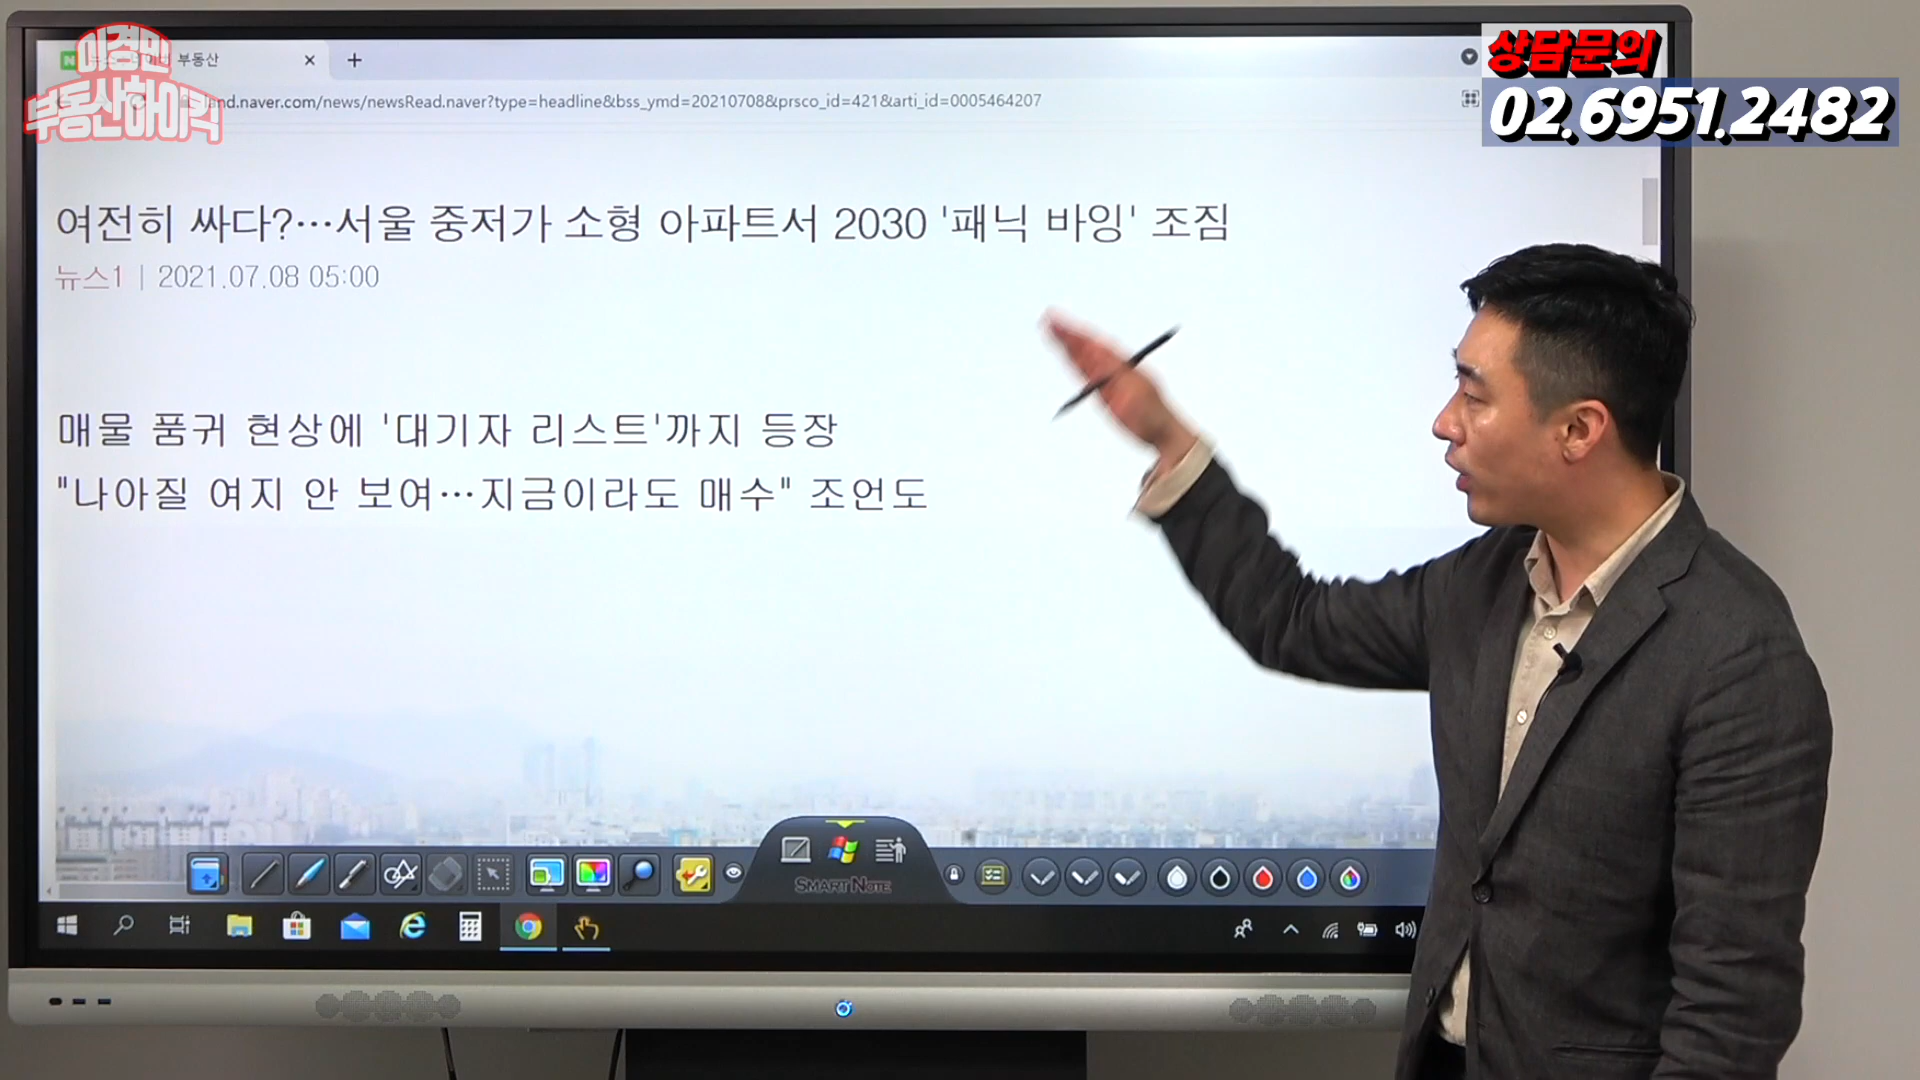 이경민
부동산하이킥
부동산
상담문의
02.6951.2482
land.naver.com/news/newsRead.naver?type=headline&bss_ymd=20210708&prsco_id=421&arti_id=0005464207
여전히 싸다?…서울 중저가 소형 아파트서 2030 '패닉 바잉' 조짐
뉴스1 | 2021.07.08 05:00
매물 품귀 현상에 '대기자 리스트'까지 등장
"나아질 여지 안 보여…지금이라도 매수" 조언도
SMART NOTE